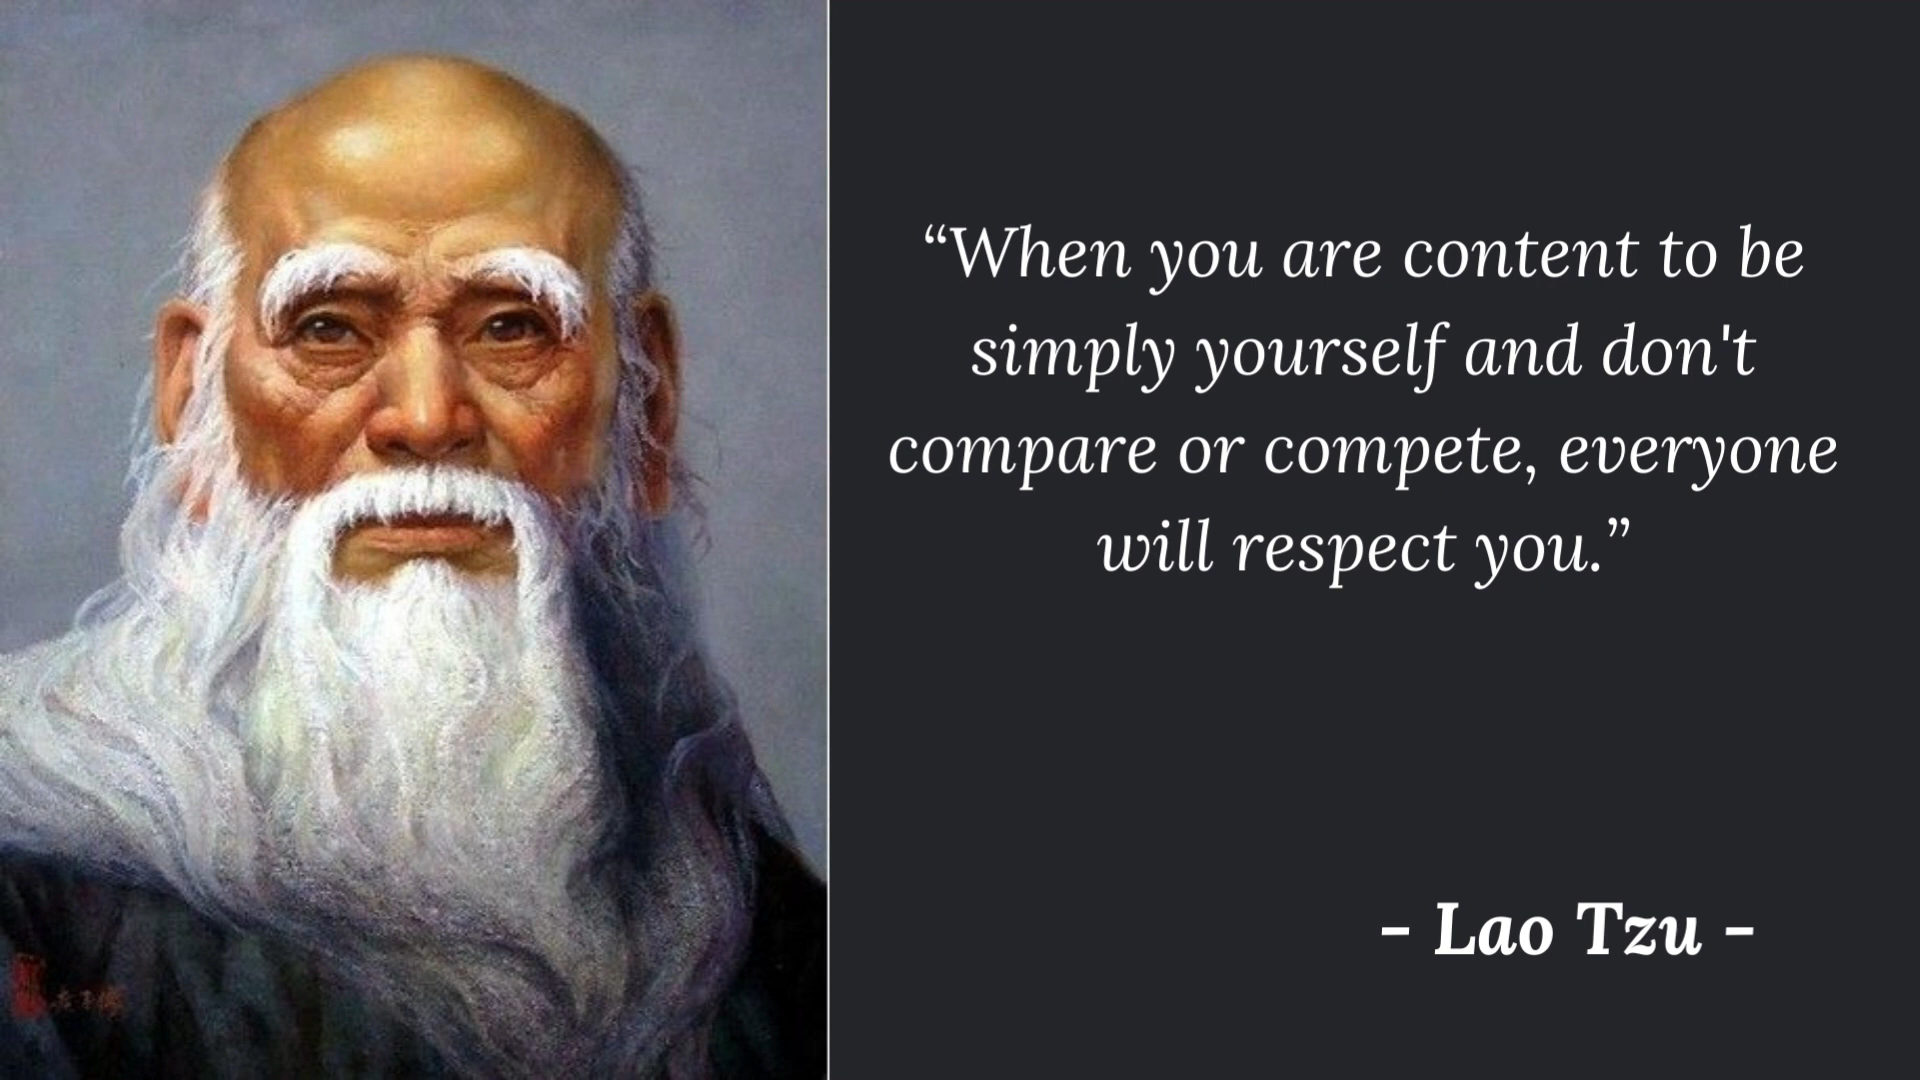 “When you are content to be
simply yourself and don't
compare or compete, everyone
will respect you.”
- Lao Tzu -